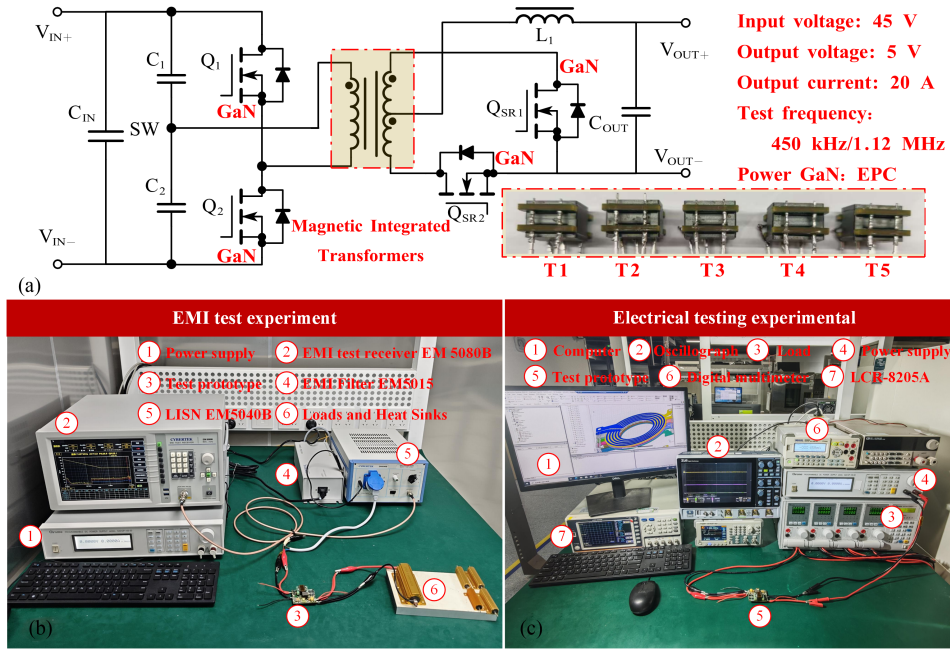 V_IN+
C_1
Q_1
GaN
C_IN
SW
C_2
Q_2
GaN
V_IN−
Magnetic Integrated
Transformers
L_1
V_OUT+
GaN
Q_SR1
C_OUT
GaN
V_OUT−
Q_SR2
Input voltage: 45 V
Output voltage: 5 V
Output current: 20 A
Test frequency:
450 kHz/1.12 MHz
Power GaN: EPC
T1 T2 T3 T4 T5
(a)
EMI test experiment
1 Power supply 2 EMI test receiver EM 5080B
3 Test prototype 4 EMI Filter EM5015
5 LISN EM5040B 6 Loads and Heat Sinks
2
CYBERTEK
5
4
1
6
3
(b)
Electrical testing experimental
1 Computer 2 Oscillograph 3 Load 4 Power supply
5 Test prototype 6 Digital multimeter 7 LCR-8205A
6
2
1
4
3
7
5
(c)